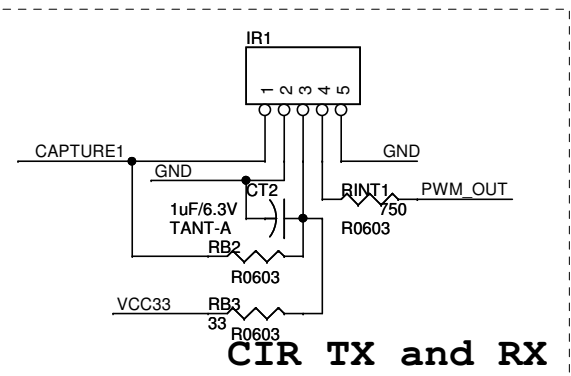 IR1
1 2 3 4 5
CAPTURE1
GND
GND
CT2
1uF/6.3V
TANT-A
RINT1
PWM_OUT
750
R0603
RB2
R0603
VCC33
RB3
33
R0603
CIR TX and RX